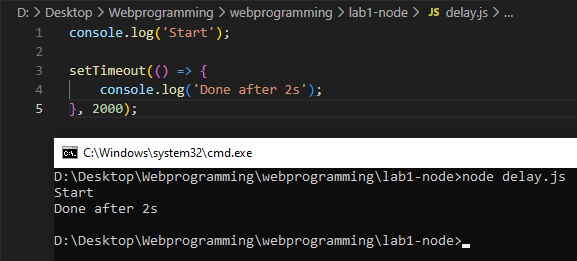 D: > Desktop > Webprogramming > webprogramming > lab1-node > JS delay.js > ...
1 console.log('Start');
2
3 setTimeout(() => {
4     console.log('Done after 2s');
5 }, 2000);
C:\Windows\system32\cmd.exe
D:\Desktop\Webprogramming\webprogramming\lab1-node>node delay.js
Start
Done after 2s
D:\Desktop\Webprogramming\webprogramming\lab1-node>